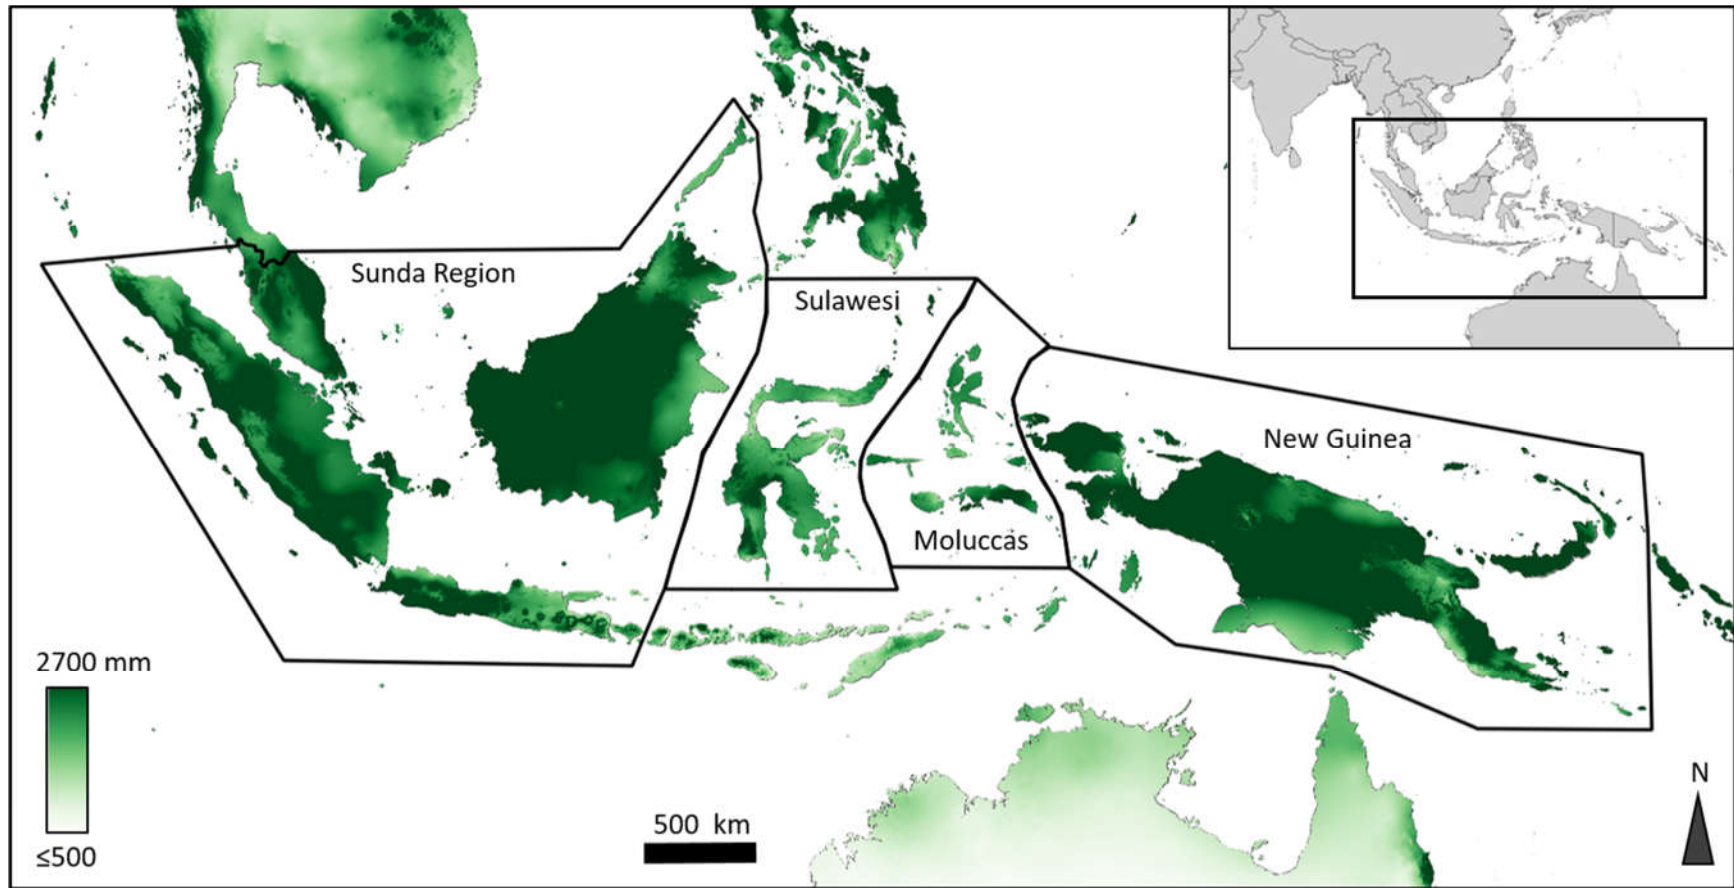 Sunda Region
Sulawesi
New Guinea
Moluccas
2700 mm
≤500
500 km
N